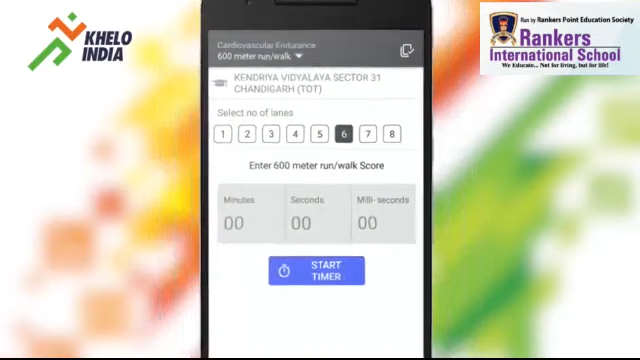 KHELO
INDIA
Run by Rankers Point Education Society
Rankers
International School
We Educate.. Not for living, but for life!
Cardiovascular Endurance
600 meter run/walk
KENDRIYA VIDYALAYA SECTOR 31
CHANDIGARH (TOT)
Select no of lanes
1 2 3 4 5 6 7 8
Enter 600 meter run/walk Score
Minutes Seconds Milli- seconds
00 00 00
START
TIMER